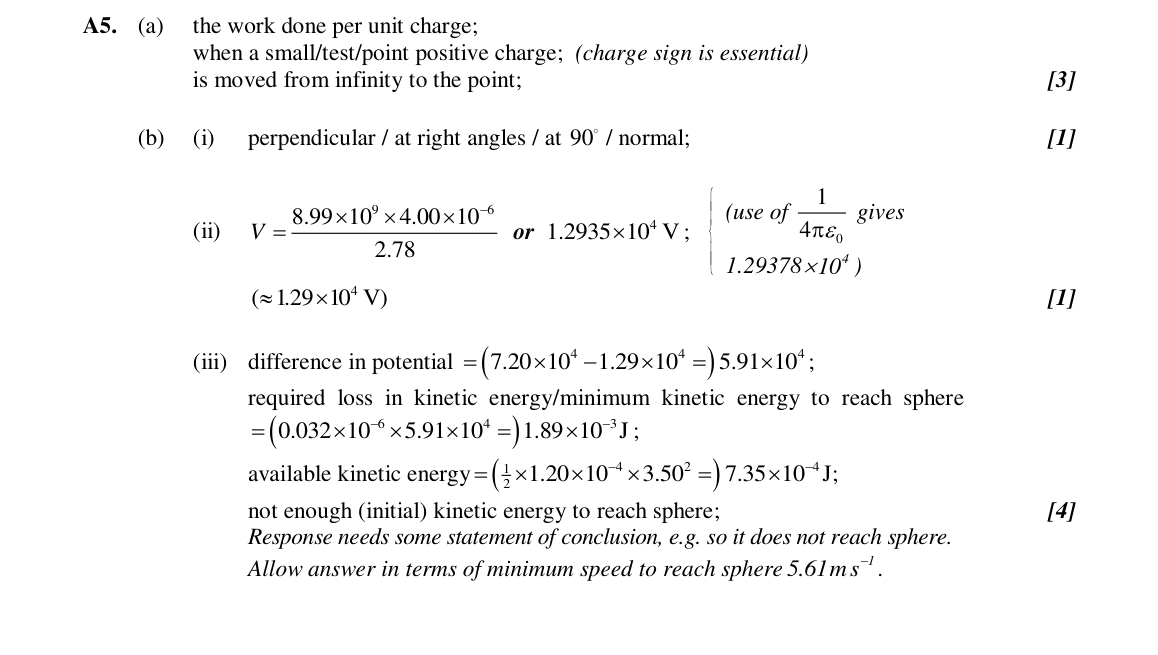 A5. (a) the work done per unit charge;
when a small/test/point positive charge; (charge sign is essential)
is moved from infinity to the point; [3]
(b) (i) perpendicular / at right angles / at 90° / normal; [1]
(ii) V = \frac{8.99×10⁹ ×4.00×10⁻⁶}{2.78} or 1.2935×10⁴ V ; (use of \frac{1}{4πε₀} gives
1.29378×10⁴ )
(≈1.29×10⁴ V) [1]
(iii) difference in potential =(7.20×10⁴ −1.29×10⁴ =) 5.91×10⁴ ;
required loss in kinetic energy/minimum kinetic energy to reach sphere
=(0.032×10⁻⁶ ×5.91×10⁴ =) 1.89×10⁻³ J ;
available kinetic energy=(½×1.20×10⁻⁴ ×3.50² =) 7.35×10⁻⁴ J;
not enough (initial) kinetic energy to reach sphere; [4]
Response needs some statement of conclusion, e.g. so it does not reach sphere.
Allow answer in terms of minimum speed to reach sphere 5.61m s⁻¹ .